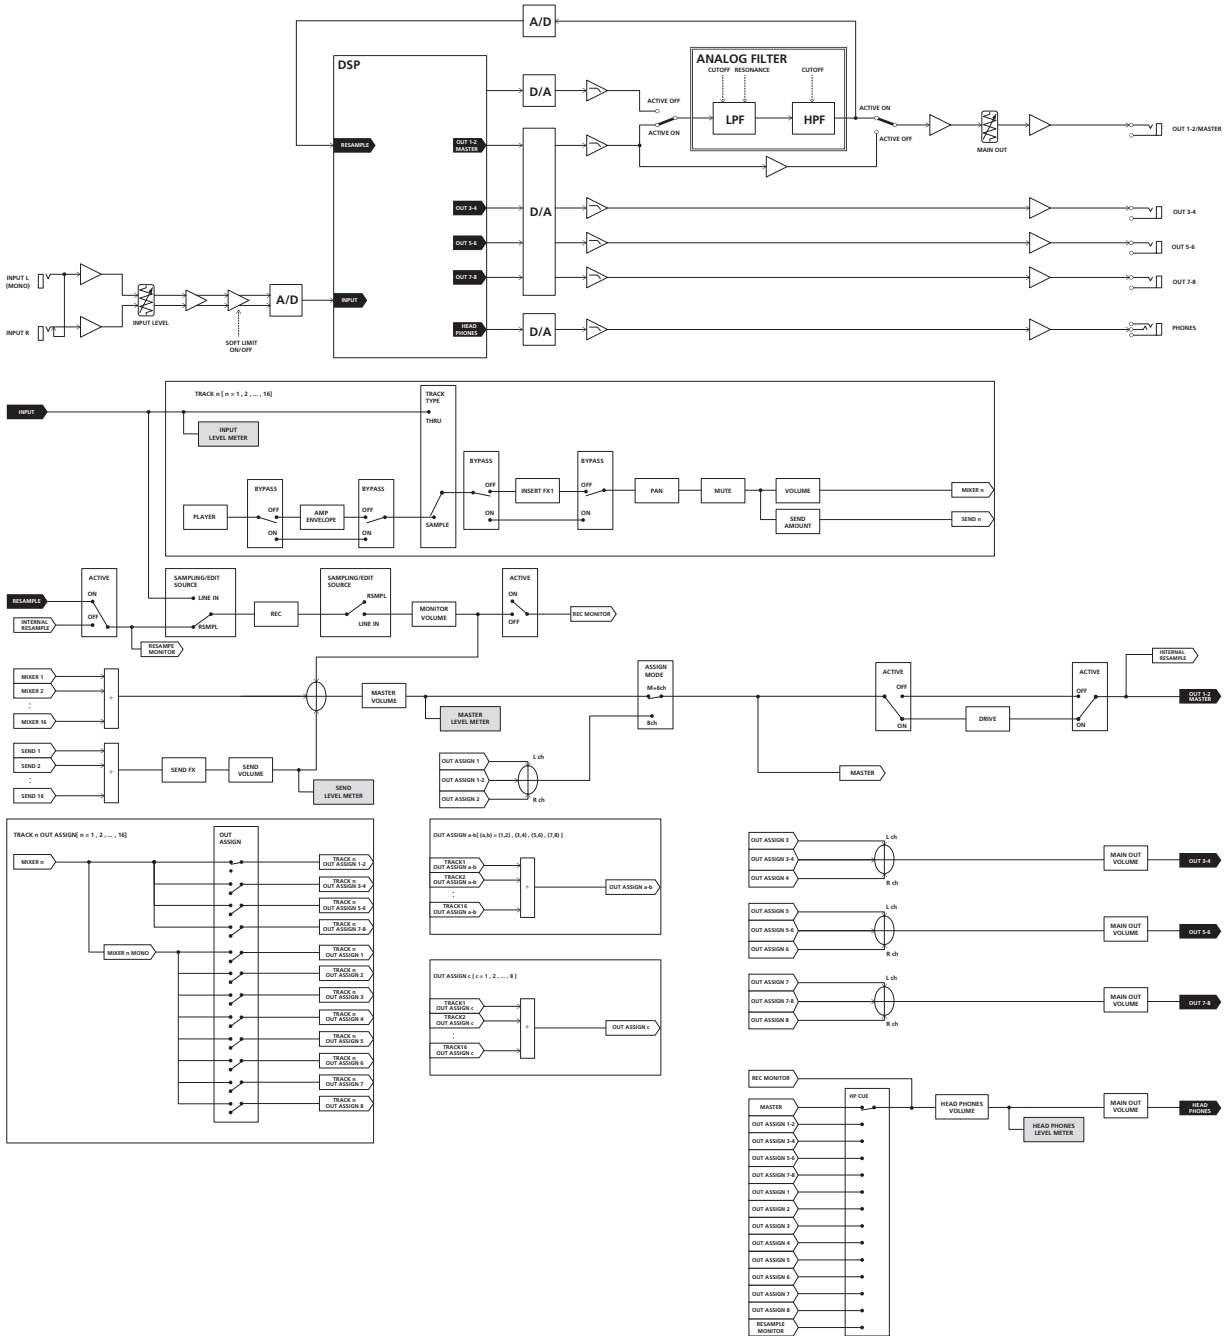 A/D
DSP
D/A
ANALOG FILTER
CUTOFF RESONANCE
CUTOFF
ACTIVE OFF
ACTIVE ON
LPF
HPF
ACTIVE ON
ACTIVE OFF
MAIN OUT
OUT 1-2/MASTER
RESAMPLE
OUT 1-2
MASTER
D/A
OUT 3-4
OUT 3-4
OUT 5-6
OUT 5-6
OUT 7-8
OUT 7-8
INPUT L
(MONO)
INPUT R
INPUT LEVEL
SOFT LIMIT
ON/OFF
A/D
INPUT
HEAD
PHONES
D/A
PHONES
TRACK n [ n = 1 , 2 , ... , 16]
TRACK
TYPE
INPUT
THRU
INPUT
LEVEL METER
BYPASS
OFF
ON
BYPASS
OFF
ON
PLAYER
AMP
ENVELOPE
SAMPLE
BYPASS
OFF
ON
INSERT FX1
BYPASS
OFF
ON
PAN
MUTE
VOLUME
MIXER n
SEND
AMOUNT
SEND n
ACTIVE
ON
OFF
RESAMPLE
INTERNAL
RESAMPLE
RESAMPE
MONITOR
SAMPLING/EDIT
SOURCE
LINE IN
RSMPL
REC
SAMPLING/EDIT
SOURCE
RSMPL
LINE IN
MONITOR
VOLUME
ACTIVE
ON
OFF
REC MONITOR
MIXER 1
MIXER 2
:
MIXER 16
+
MASTER
VOLUME
MASTER
LEVEL METER
ASSIGN
MODE
M+6ch
8ch
ACTIVE
OFF
ON
DRIVE
ACTIVE
OFF
ON
INTERNAL
RESAMPLE
OUT 1-2
MASTER
SEND 1
SEND 2
:
SEND 16
+
SEND FX
SEND
VOLUME
SEND
LEVEL METER
OUT ASSIGN 1
OUT ASSIGN 1-2
OUT ASSIGN 2
L ch
R ch
MASTER
TRACK n OUT ASSIGN[ n = 1 , 2 , ... , 16]
OUT
ASSIGN
MIXER n
MIXER n MONO
TRACK n
OUT ASSIGN 1-2
TRACK n
OUT ASSIGN 3-4
TRACK n
OUT ASSIGN 5-6
TRACK n
OUT ASSIGN 7-8
TRACK n
OUT ASSIGN 1
TRACK n
OUT ASSIGN 2
TRACK n
OUT ASSIGN 3
TRACK n
OUT ASSIGN 4
TRACK n
OUT ASSIGN 5
TRACK n
OUT ASSIGN 6
TRACK n
OUT ASSIGN 7
TRACK n
OUT ASSIGN 8
OUT ASSIGN a-b[ (a,b) = (1,2) , (3,4) , (5,6) , (7,8) ]
TRACK1
OUT ASSIGN a-b
TRACK2
OUT ASSIGN a-b
:
TRACK16
OUT ASSIGN a-b
+
OUT ASSIGN a-b
OUT ASSIGN c [ c = 1 , 2 , ... , 8 ]
TRACK1
OUT ASSIGN c
TRACK2
OUT ASSIGN c
:
TRACK16
OUT ASSIGN c
+
OUT ASSIGN c
OUT ASSIGN 3
OUT ASSIGN 3-4
OUT ASSIGN 4
L ch
R ch
MAIN OUT
VOLUME
OUT 3-4
OUT ASSIGN 5
OUT ASSIGN 5-6
OUT ASSIGN 6
L ch
R ch
MAIN OUT
VOLUME
OUT 5-6
OUT ASSIGN 7
OUT ASSIGN 7-8
OUT ASSIGN 8
L ch
R ch
MAIN OUT
VOLUME
OUT 7-8
REC MONITOR
HP CUE
MASTER
OUT ASSIGN 1-2
OUT ASSIGN 3-4
OUT ASSIGN 5-6
OUT ASSIGN 7-8
OUT ASSIGN 1
OUT ASSIGN 2
OUT ASSIGN 3
OUT ASSIGN 4
OUT ASSIGN 5
OUT ASSIGN 6
OUT ASSIGN 7
OUT ASSIGN 8
RESAMPLE
MONITOR
HEAD PHONES
VOLUME
HEAD PHONES
LEVEL METER
MAIN OUT
VOLUME
HEAD
PHONES